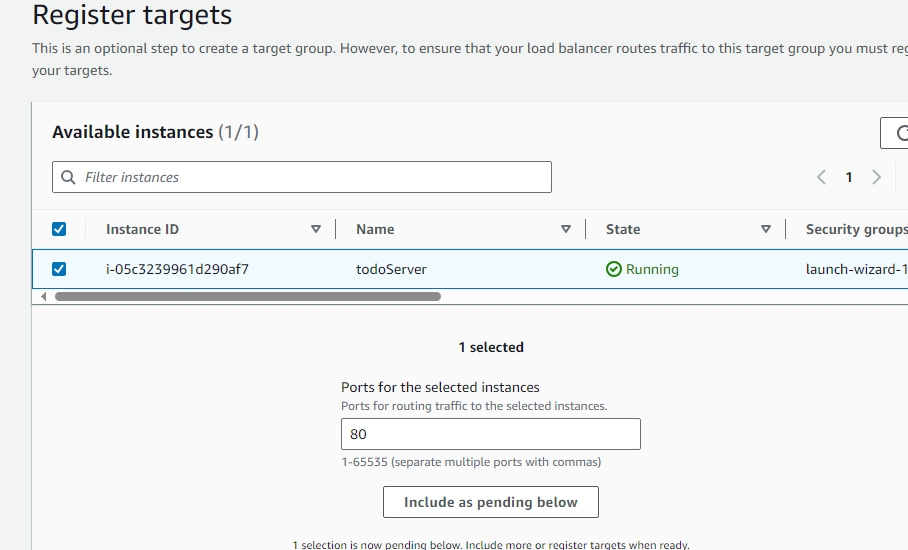 Register targets
This is an optional step to create a target group. However, to ensure that your load balancer routes traffic to this target group you must reg
your targets.
Available instances (1/1)
Filter instances
1
Instance ID Name State Security groups
i-05c3239961d290af7 todoServer Running launch-wizard-1
1 selected
Ports for the selected instances
Ports for routing traffic to the selected instances.
80
1-65535 (separate multiple ports with commas)
Include as pending below
1 selection is now pending below. Include more or register targets when ready.